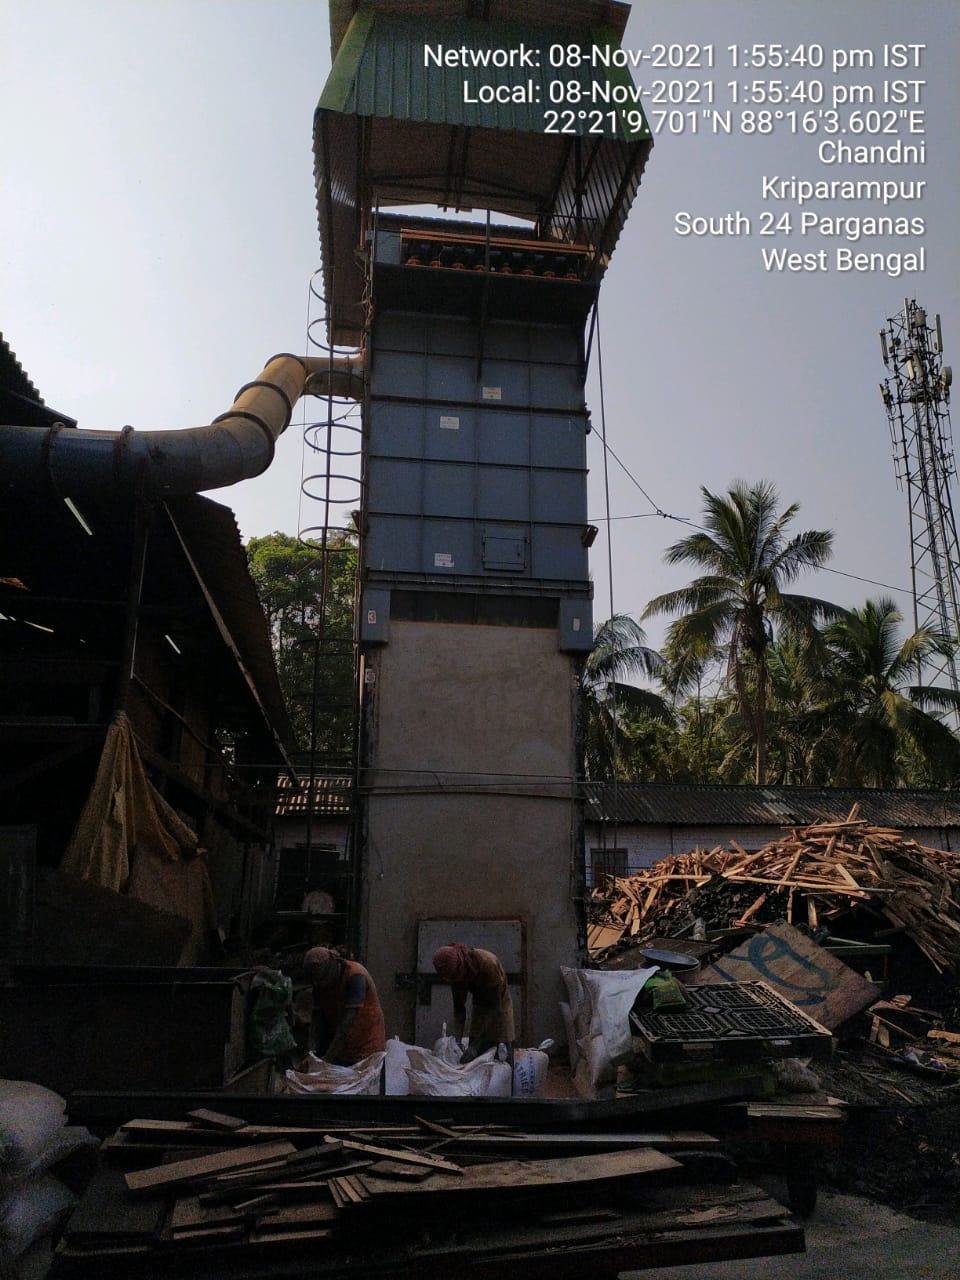 Network: 08-Nov-2021 1:55:40 pm IST
Local: 08-Nov-2021 1:55:40 pm IST
22°21'9.701"N 88°16'3.602"E
Chandni
Kriparampur
South 24 Parganas
West Bengal
3